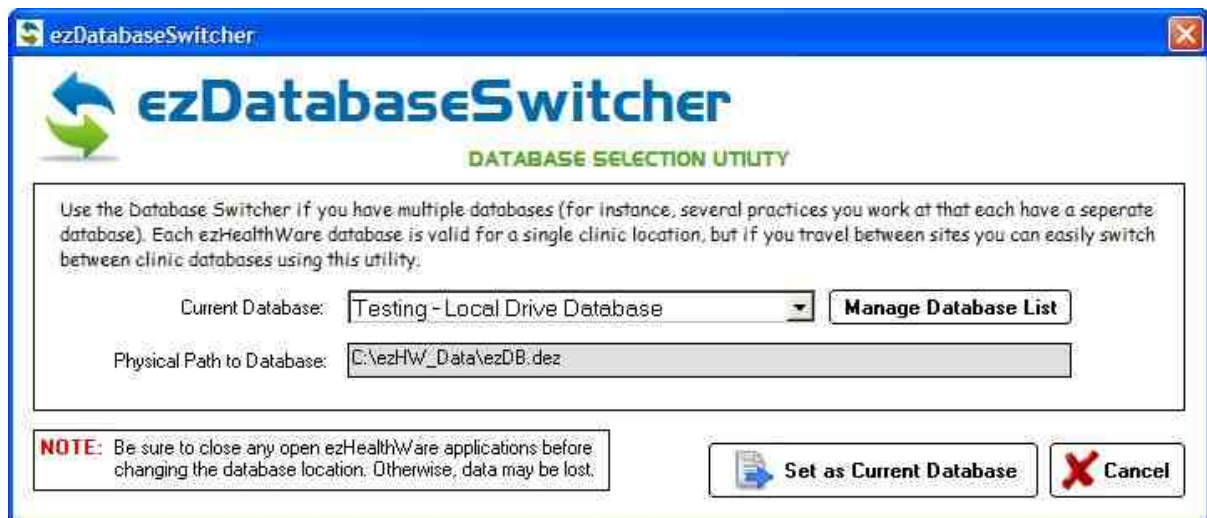 ezDatabaseSwitcher
ezDatabaseSwitcher
DATABASE SELECTION UTILITY
Use the Database Switcher if you have multiple databases (for instance, several practices you work at that each have a seperate
database). Each ezHealthWare database is valid for a single clinic location, but if you travel between sites you can easily switch
between clinic databases using this utility.
Current Database: Testing - Local Drive Database Manage Database List
Physical Path to Database: C:\ezHW_Data\ezDB.dez
NOTE: Be sure to close any open ezHealthWare applications before
changing the database location. Otherwise, data may be lost.
Set as Current Database Cancel